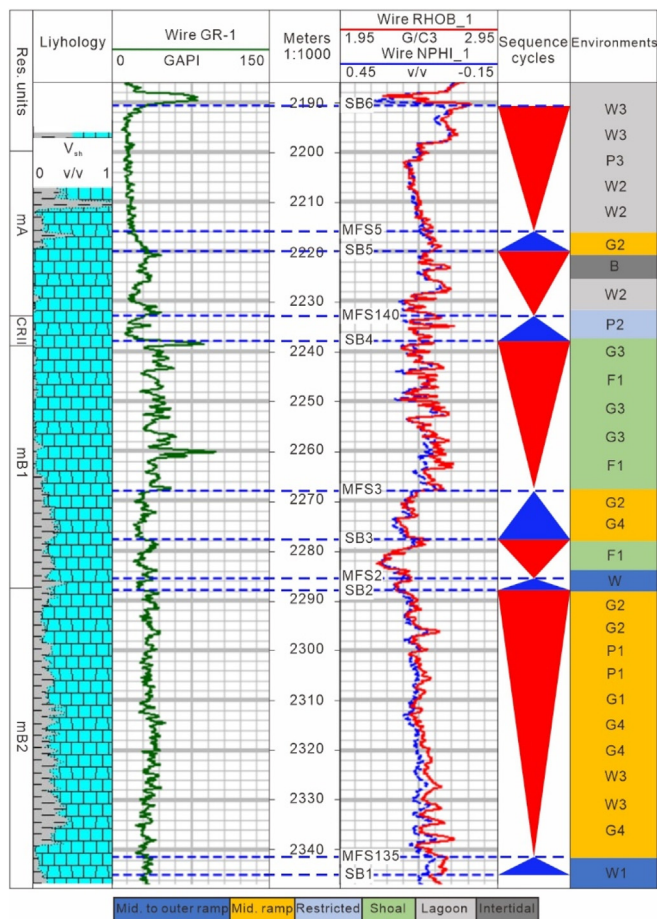 Res. units
Liyhology
Wire GR-1
0 GAPI 150
Meters
1:1000
Wire RHOB_1
1.95 G/C3 2.95
Wire NPHI_1
0.45 v/v -0.15
Sequence
cycles
Environments
Vsh
0 v/v 1
mA
CRII
mB1
mB2
2190
2200
2210
2220
2230
2240
2250
2260
2270
2280
2290
2300
2310
2320
2330
2340
SB6
MFS5
SB5
MFS140
SB4
MFS3
SB3
MFS2
SB2
MFS135
SB1
W3
W3
P3
W2
W2
G2
B
W2
P2
G3
F1
G3
G3
F1
G2
G4
F1
W
G2
G2
P1
P1
G1
G4
G4
W3
W3
G4
W1
Mid. to outer ramp Mid. ramp Restricted Shoal Lagoon Intertidal